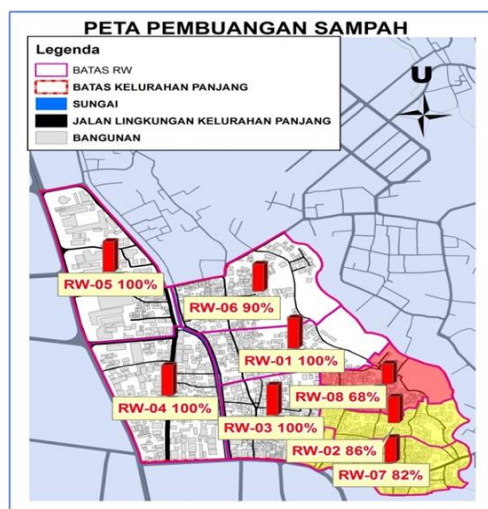 PETA PEMBUANGAN SAMPAH
Legenda
BATAS RW
BATAS KELURAHAN PANJANG
SUNGAI
JALAN LINGKUNGAN KELURAHAN PANJANG
BANGUNAN
U
RW-05 100%
RW-06 90%
RW-01 100%
RW-08 68%
RW-04 100%
RW-03 100%
RW-02 86%
RW-07 82%